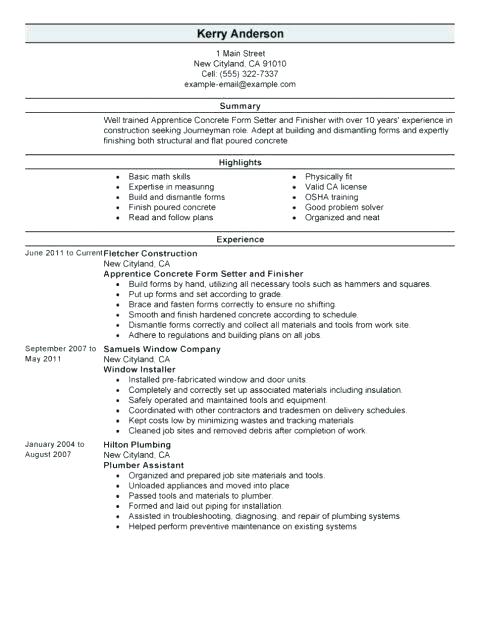 Kerry Anderson
1 Main Street
New Cityland, CA 91010
Cell: (555) 322-7337
example-email@example.com
Summary
Well trained Apprentice Concrete Form Setter and Finisher with over 10 years' experience in
construction seeking Journeyman role. Adept at building and dismantling forms and expertly
finishing both structural and flat poured concrete
Highlights
• Basic math skills
• Expertise in measuring
• Build and dismantle forms
• Finish poured concrete
• Read and follow plans
• Physically fit
• Valid CA license
• OSHA training
• Good problem solver
• Organized and neat
Experience
June 2011 to Current Fletcher Construction
New Cityland, CA
Apprentice Concrete Form Setter and Finisher
• Build forms by hand, utilizing all necessary tools such as hammers and squares.
• Put up forms and set according to grade
• Brace and fasten forms correctly to ensure no shifting.
• Smooth and finish hardened concrete according to schedule.
• Dismantle forms correctly and collect all materials and tools from work site.
• Adhere to regulations and building plans on all jobs.
September 2007 to Samuels Window Company
May 2011 New Cityland, CA
Window Installer
• Installed pre-fabricated window and door units
• Completely and correctly set up associated materials including insulation.
• Safely operated and maintained tools and equipment
• Coordinated with other contractors and tradesmen on delivery schedules.
• Kept costs low by minimizing wastes and tracking materials
• Cleaned job sites and removed debris after completion of work
January 2004 to Hilton Plumbing
August 2007 New Cityland, CA
Plumber Assistant
• Organized and prepared job site materials and tools.
• Unloaded appliances and moved into place
• Passed tools and materials to plumber.
• Formed and laid out piping for installation.
• Assisted in troubleshooting, diagnosing, and repair of plumbing systems
• Helped perform preventive maintenance on existing systems